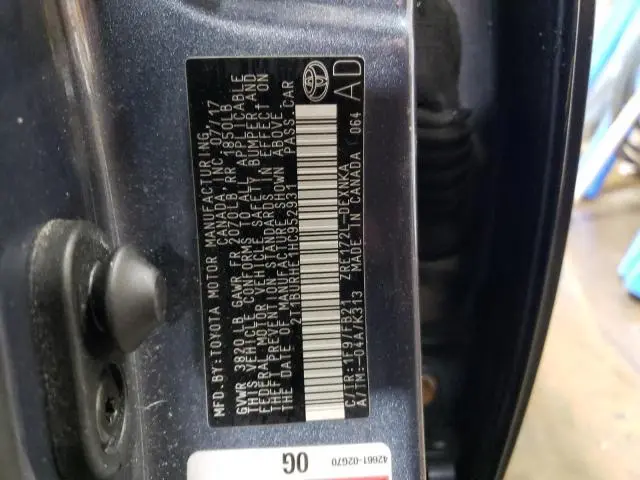 MFD.BY:TOYOTA MOTOR MANUFACTURING,
CANADA, INC. 07/17
GVWR 3820 LB GAWR FR 2070LB RR 1850LB
THIS VEHICLE CONFORMS TO ALL APPLICABLE
FEDERAL MOTOR VEHICLE SAFETY, BUMPER AND
THEFT PREVENTION STANDARDS IN EFFECT ON
THE DATE OF MANUFACTURE SHOWN ABOVE.
2T1BURHE1HC952931 PASS.CAR
ZRE172L-DEXNKA
C/TR:1F9/FB21
A/TM:-04A/K313 MADE IN CANADA 064
AD
42661-02G70
0G